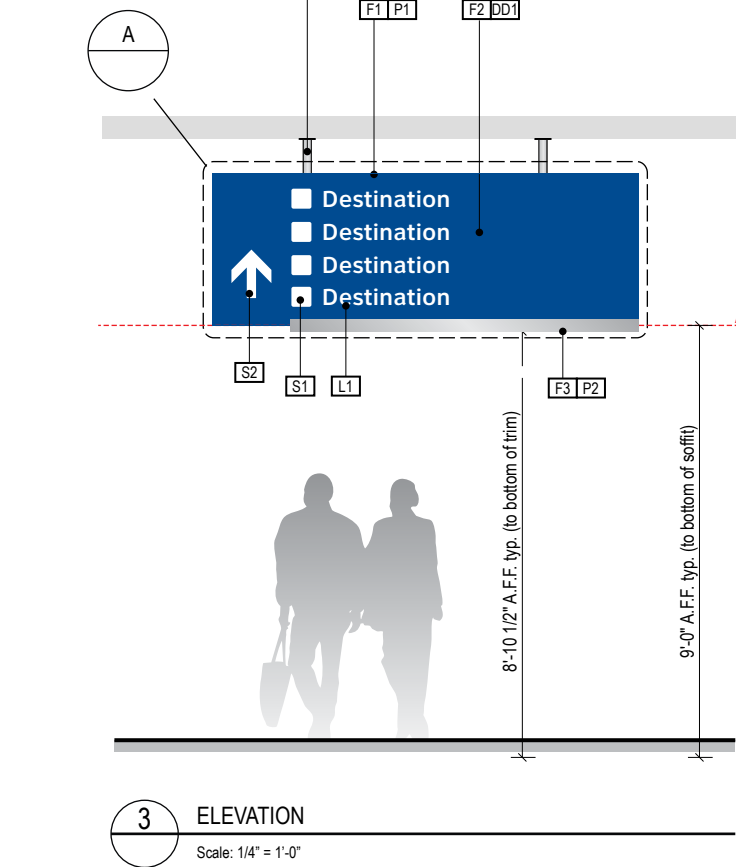 F1 P1
F2 DD1
A
Destination
Destination
Destination
Destination
S2
S1
L1
F3 P2
8'-10 1/2" A.F.F. typ. (to bottom of trim)
9'-0" A.F.F. typ. (to bottom of soffit)
3
ELEVATION
Scale: 1/4” = 1’-0”